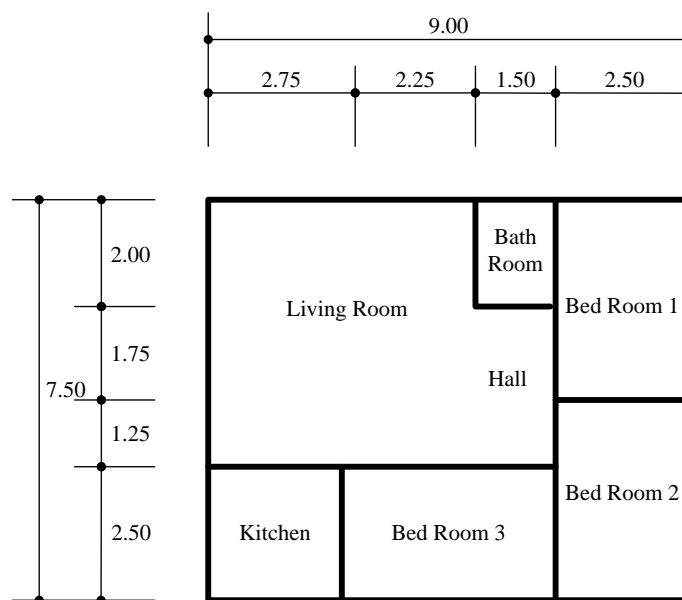 9.00
2.75 2.25 1.50 2.50
2.00
1.75
7.50
1.25
2.50
Bath
Room
Living Room
Bed Room 1
Hall
Bed Room 2
Kitchen
Bed Room 3